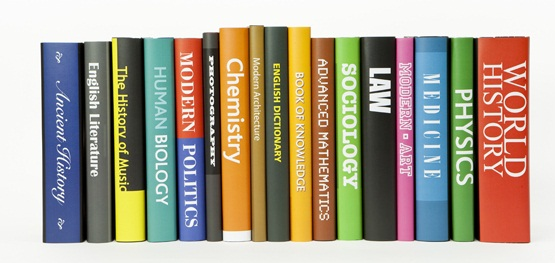 Ancient History
English Literature
The History of Music
HUMAN BIOLOGY
MODERN POLITICS
PHOTOGRAPHY
Chemistry
Modern Architecture
ENGLISH DICTIONARY
BOOK OF KNOWLEDGE
ADVANCED MATHEMATICS
SOCIOLOGY
LAW
MODERN • ART
MEDICINE
PHYSICS
WORLD
HISTORY